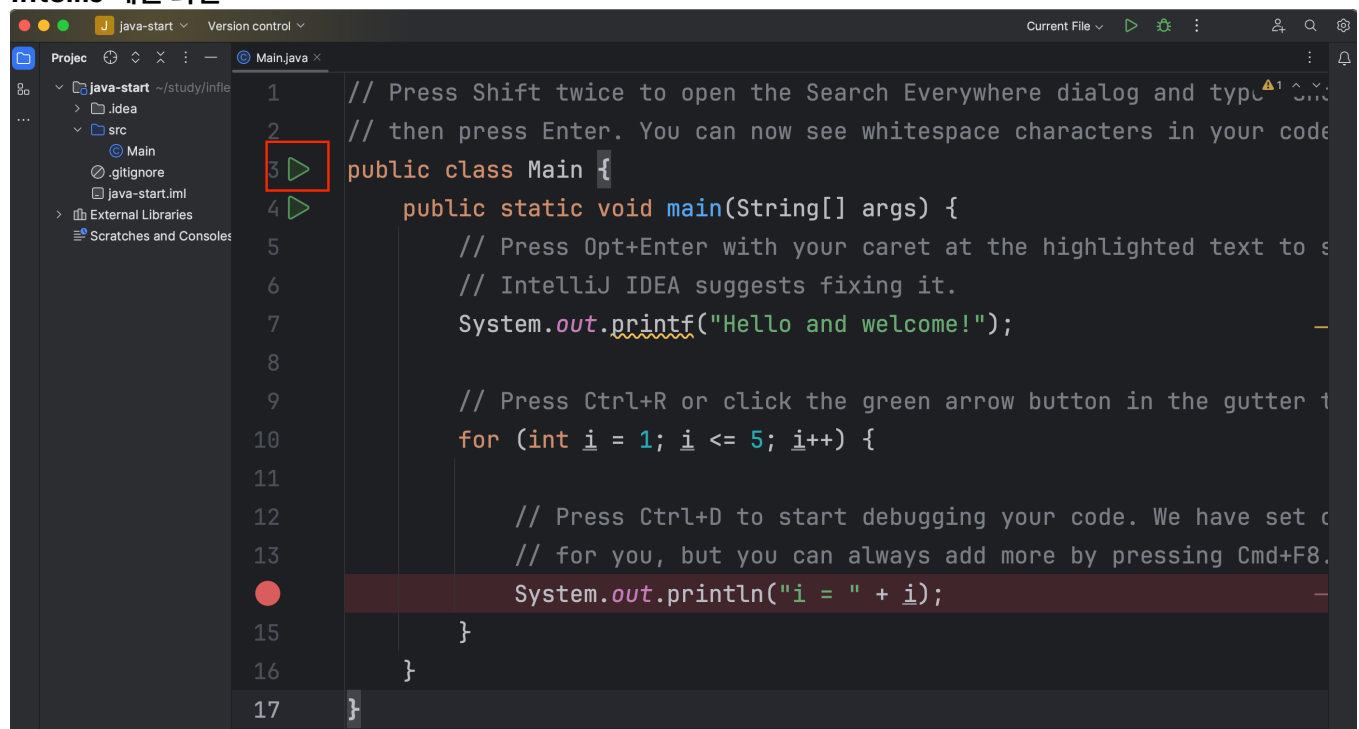 J java-start Version control Current File
Projec Main.java
java-start ~/study/infle
.idea
src
Main
.gitignore
java-start.iml
External Libraries
Scratches and Consoles
1 // Press Shift twice to open the Search Everywhere dialog and type 1
2 // then press Enter. You can now see whitespace characters in your code
3 public class Main {
4 public static void main(String[] args) {
5 // Press Opt+Enter with your caret at the highlighted text to s
6 // IntelliJ IDEA suggests fixing it.
7 System.out.printf("Hello and welcome!");
8
9 // Press Ctrl+R or click the green arrow button in the gutter t
10 for (int i = 1; i <= 5; i++) {
11
12 // Press Ctrl+D to start debugging your code. We have set
13 // for you, but you can always add more by pressing Cmd+F8.
System.out.println("i = " + i);
15 }
16 }
17 }